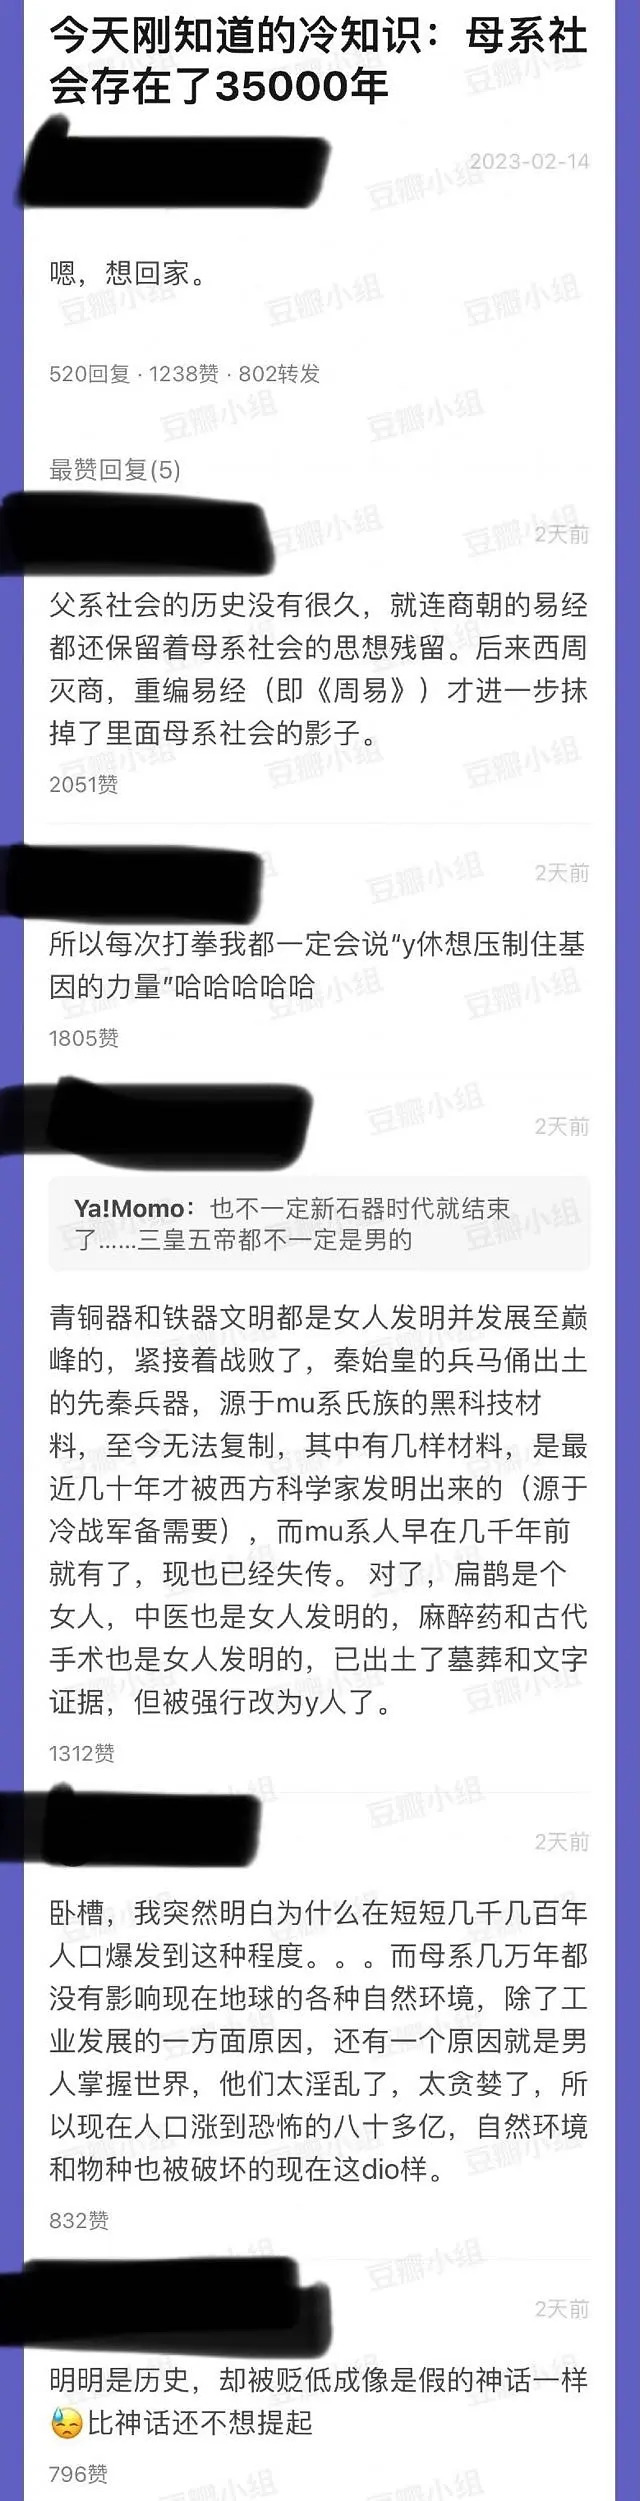 今天刚知道的冷知识：母系社
会存在了35000年
2023-02-14
嗯，想回家。
520回复 · 1238赞 · 802转发
最赞回复(5)
2天前
父系社会的历史没有很久，就连商朝的易经
都还保留着母系社会的思想残留。后来西周
灭商，重编易经（即《周易》）才进一步抹
掉了里面母系社会的影子。
2051赞
2天前
所以每次打拳我都一定会说“y休想压制住基
因的力量”哈哈哈哈哈
1805赞
2天前
Ya!Momo：也不一定新石器时代就结束
了……三皇五帝都不一定是男的
青铜器和铁器文明都是女人发明并发展至巅
峰的，紧接着战败了，秦始皇的兵马俑出土
的先秦兵器，源于mu系氏族的黑科技材
料，至今无法复制，其中有几样材料，是最
近几十年才被西方科学家发明出来的（源于
冷战军备需要），而mu系人早在几千年前
就有了，现也已经失传。 对了，扁鹊是个
女人，中医也是女人发明的，麻醉药和古代
手术也是女人发明的，已出土了墓葬和文字
证据，但被强行改为y人了。
1312赞
2天前
卧槽，我突然明白为什么在短短几千几百年
人口爆发到这种程度。。。而母系几万年都
没有影响现在地球的各种自然环境，除了工
业发展的一方面原因，还有一个原因就是男
人掌握世界，他们太淫乱了，太贪婪了，所
以现在人口涨到恐怖的八十多亿，自然环境
和物种也被破坏的现在这dio样。
832赞
2天前
明明是历史，却被贬低成像是假的神话一样
😓比神话还不想提起
796赞
豆瓣小组